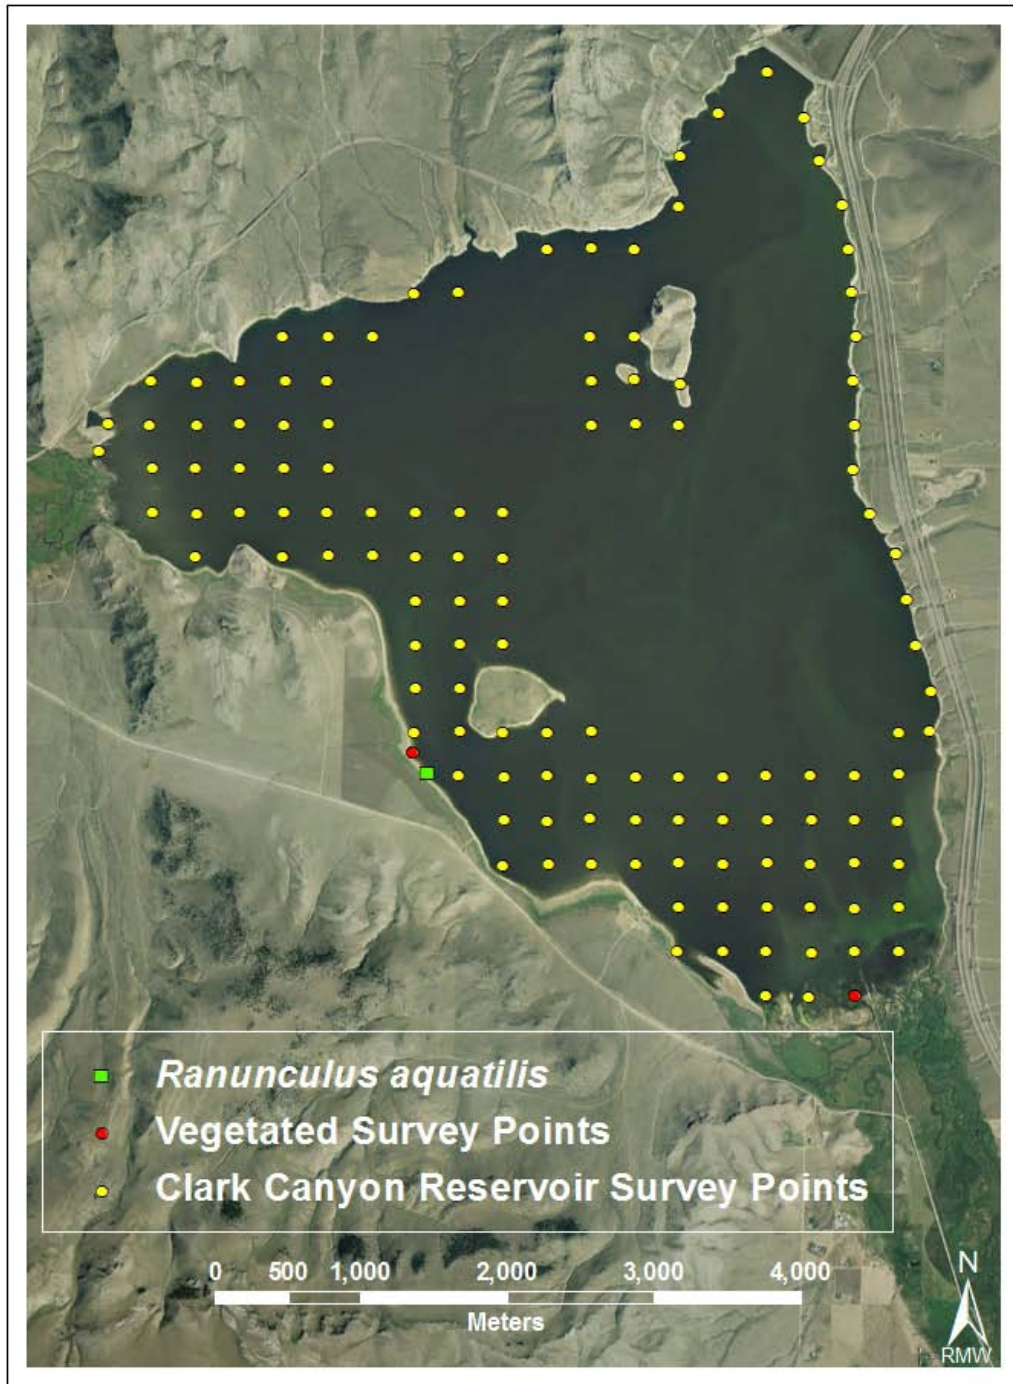 Ranunculus aquatilis
Vegetated Survey Points
Clark Canyon Reservoir Survey Points
0 500 1,000 2,000 3,000 4,000
Meters
N
RMW